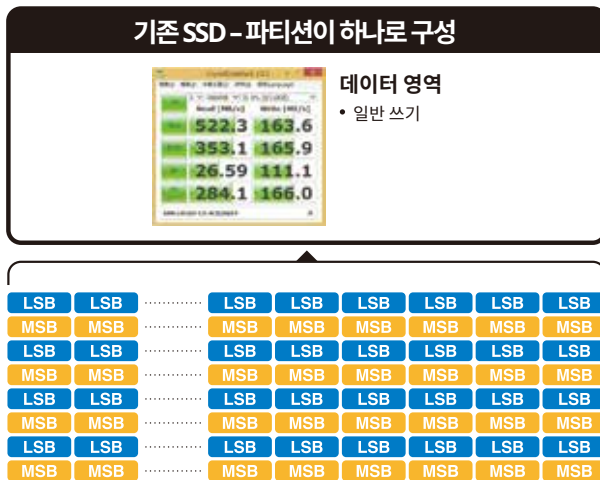 기존 SSD – 파티션이 하나로 구성
데이터 영역
• 일반 쓰기
Read [MB/s] Write [MB/s]
522.3 163.6
353.1 165.9
26.59 111.1
284.1 166.0
LSB LSB ············ LSB LSB LSB LSB LSB LSB
MSB MSB ············ MSB MSB MSB MSB MSB MSB
LSB LSB ············ LSB LSB LSB LSB LSB LSB
MSB MSB ············ MSB MSB MSB MSB MSB MSB
LSB LSB ············ LSB LSB LSB LSB LSB LSB
MSB MSB ············ MSB MSB MSB MSB MSB MSB
LSB LSB ············ LSB LSB LSB LSB LSB LSB
MSB MSB ············ MSB MSB MSB MSB MSB MSB